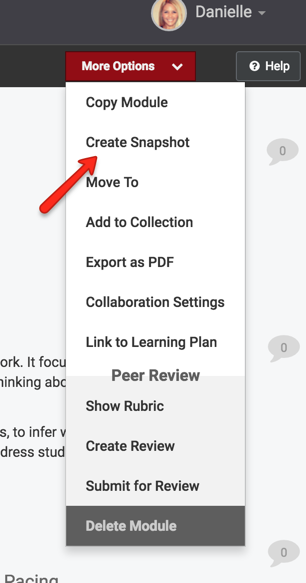 Danielle
More Options
Help
Copy Module
Create Snapshot
0
Move To
Add to Collection
Export as PDF
Collaboration Settings
Link to Learning Plan
0
ork. It focu
Peer Review
hinking abo
Show Rubric
s, to infer w
Create Review
dress stud
Submit for Review
Delete Module
0
Pacing